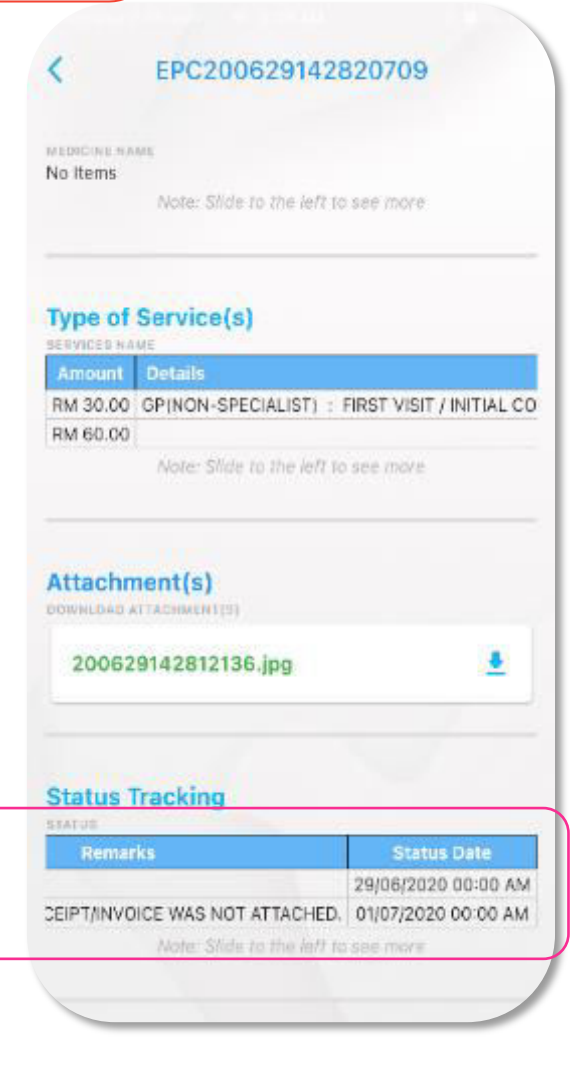 EPC200629142820709
MEDICINE NAME
No Items
Note: Slide to the left to see more
Type of Service(s)
SERVICES NAME
Amount Details
RM 30.00 GP(NON-SPECIALIST) : FIRST VISIT / INITIAL CO
RM 60.00
Note: Slide to the left to see more
Attachment(s)
DOWNLOAD ATTACHMENT(S)
200629142812136.jpg
Status Tracking
STATUS
Remarks Status Date
29/06/2020 00:00 AM
CEIPT/INVOICE WAS NOT ATTACHED. 01/07/2020 00:00 AM
Note: Slide to the left to see more